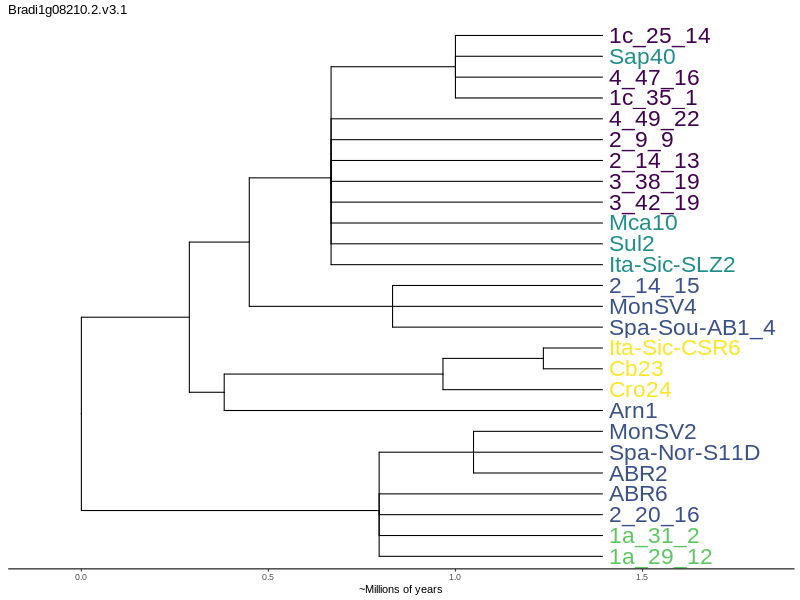 Bradi1g08210.2.v3.1
1c_25_14
Sap40
4_47_16
1c_35_1
4_49_22
2_9_9
2_14_13
3_38_19
3_42_19
Mca10
Sul2
Ita-Sic-SLZ2
2_14_15
MonSV4
Spa-Sou-AB1_4
Ita-Sic-CSR6
Cb23
Cro24
Arn1
MonSV2
Spa-Nor-S11D
ABR2
ABR6
2_20_16
1a_31_2
1a_29_12
0.0 0.5 1.0 1.5
~Millions of years